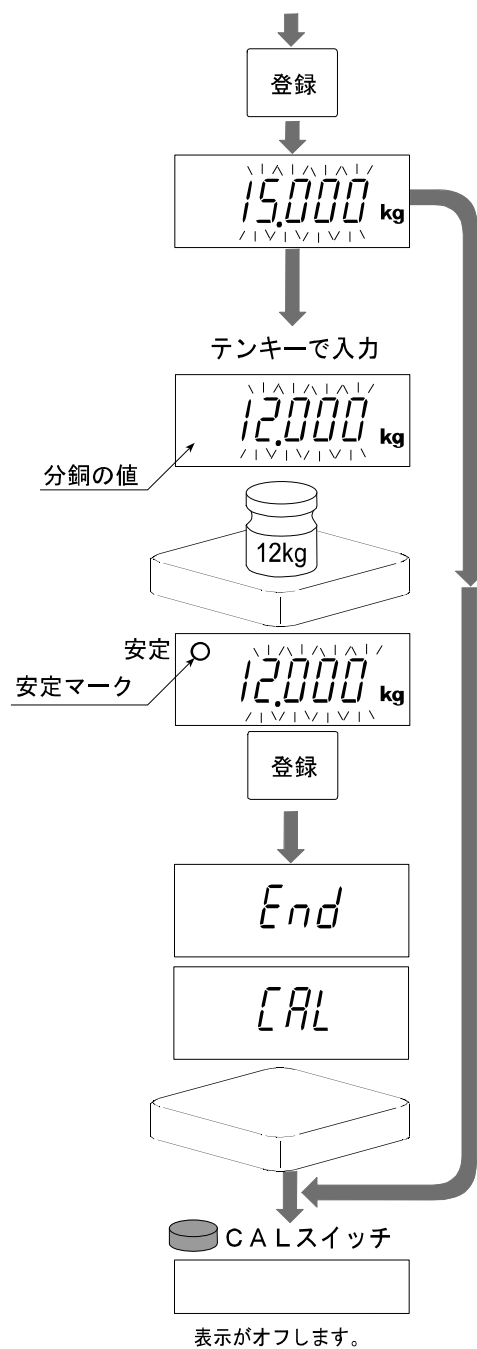 登録
15.000 kg
テンキーで入力
12.000 kg
分銅の値
12kg
安定
12.000 kg
安定マーク
登録
End
CAL
CALスイッチ
表示がオフします。